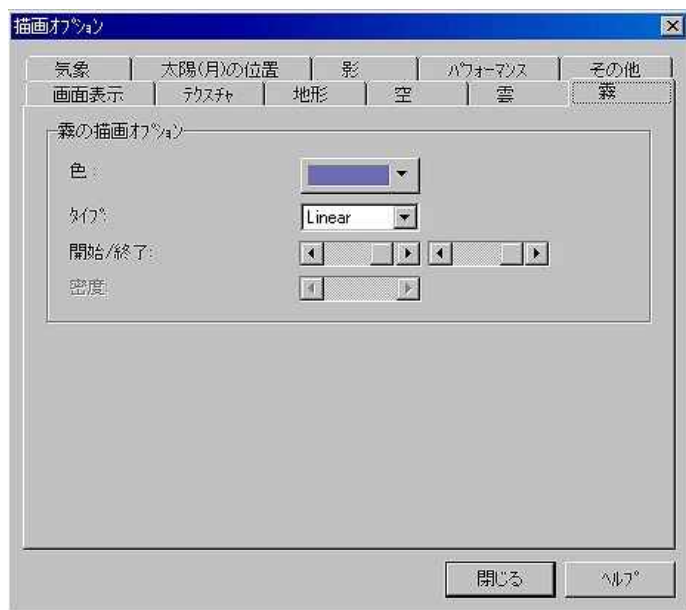 描画ｵﾌﾟｼｮﾝ
気象 太陽(月)の位置 影 ﾊﾟﾌｫｰﾏﾝｽ その他
画面表示 ﾃｸｽﾁｬ 地形 空 雲 霧
霧の描画ｵﾌﾟｼｮﾝ
色:
ﾀｲﾌﾟ: Linear
開始/終了:
密度:
閉じる ﾍﾙﾌﾟ